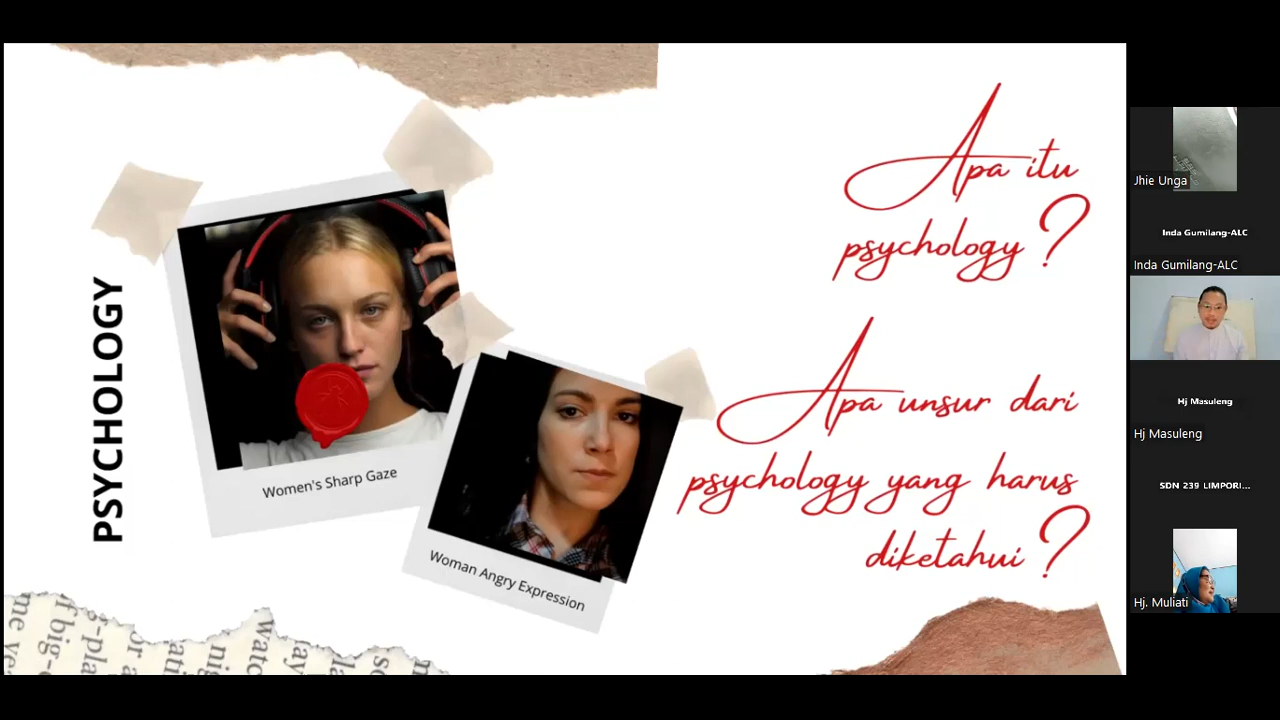 PSYCHOLOGY
Women's Sharp Gaze
Woman Angry Expression
Apa itu
psychology ?
Apa unsur dari
psychology yang harus
diketahui ?
Jhie Unga
Inda Gumilang-ALC
Inda Gumilang-ALC
Hj Masuleng
Hj Masuleng
SDN 239 LIMPORI...
Hj. Muliati